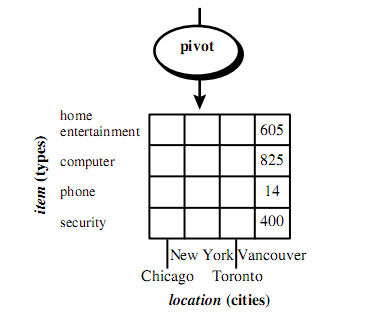 pivot
home
entertainment 605
computer 825
phone 14
security 400
item (types)
New York Vancouver
Chicago Toronto
location (cities)